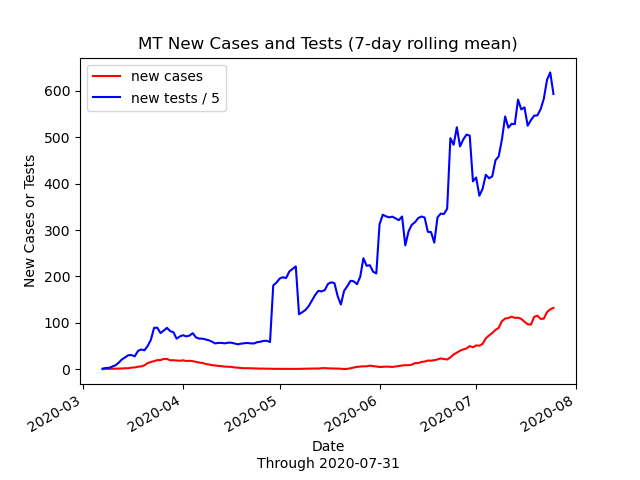 MT New Cases and Tests (7-day rolling mean)
new cases
new tests / 5
New Cases or Tests
600
500
400
300
200
100
0
2020-03
2020-04
2020-05
2020-06
2020-07
2020-08
Date
Through 2020-07-31